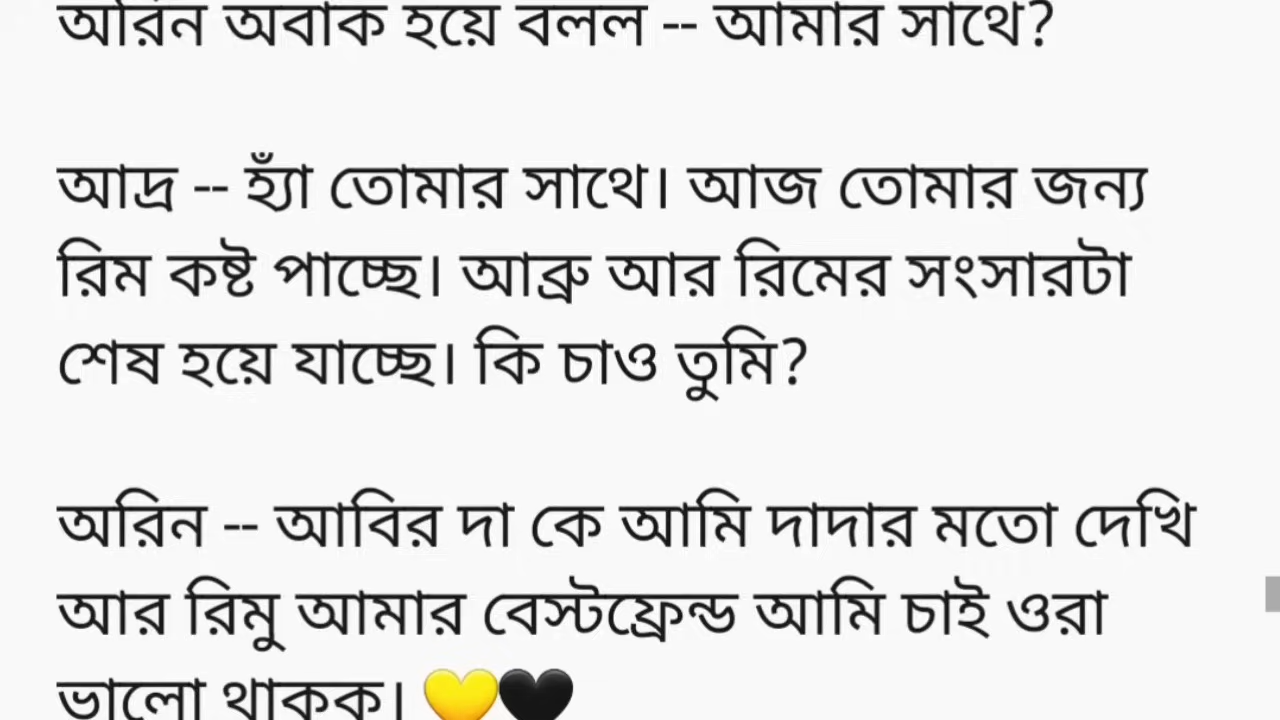 অরিন অবাক হয়ে বলল -- আমার সাথে?
আদ্র -- হ্যাঁ তোমার সাথে। আজ তোমার জন্য
রিম কষ্ট পাচ্ছে। আব্রু আর রিমের সংসারটা
শেষ হয়ে যাচ্ছে। কি চাও তুমি?
অরিন -- আবির দা কে আমি দাদার মতো দেখি
আর রিমু আমার বেস্টফ্রেন্ড আমি চাই ওরা
ভালো থাকক। 💛🖤